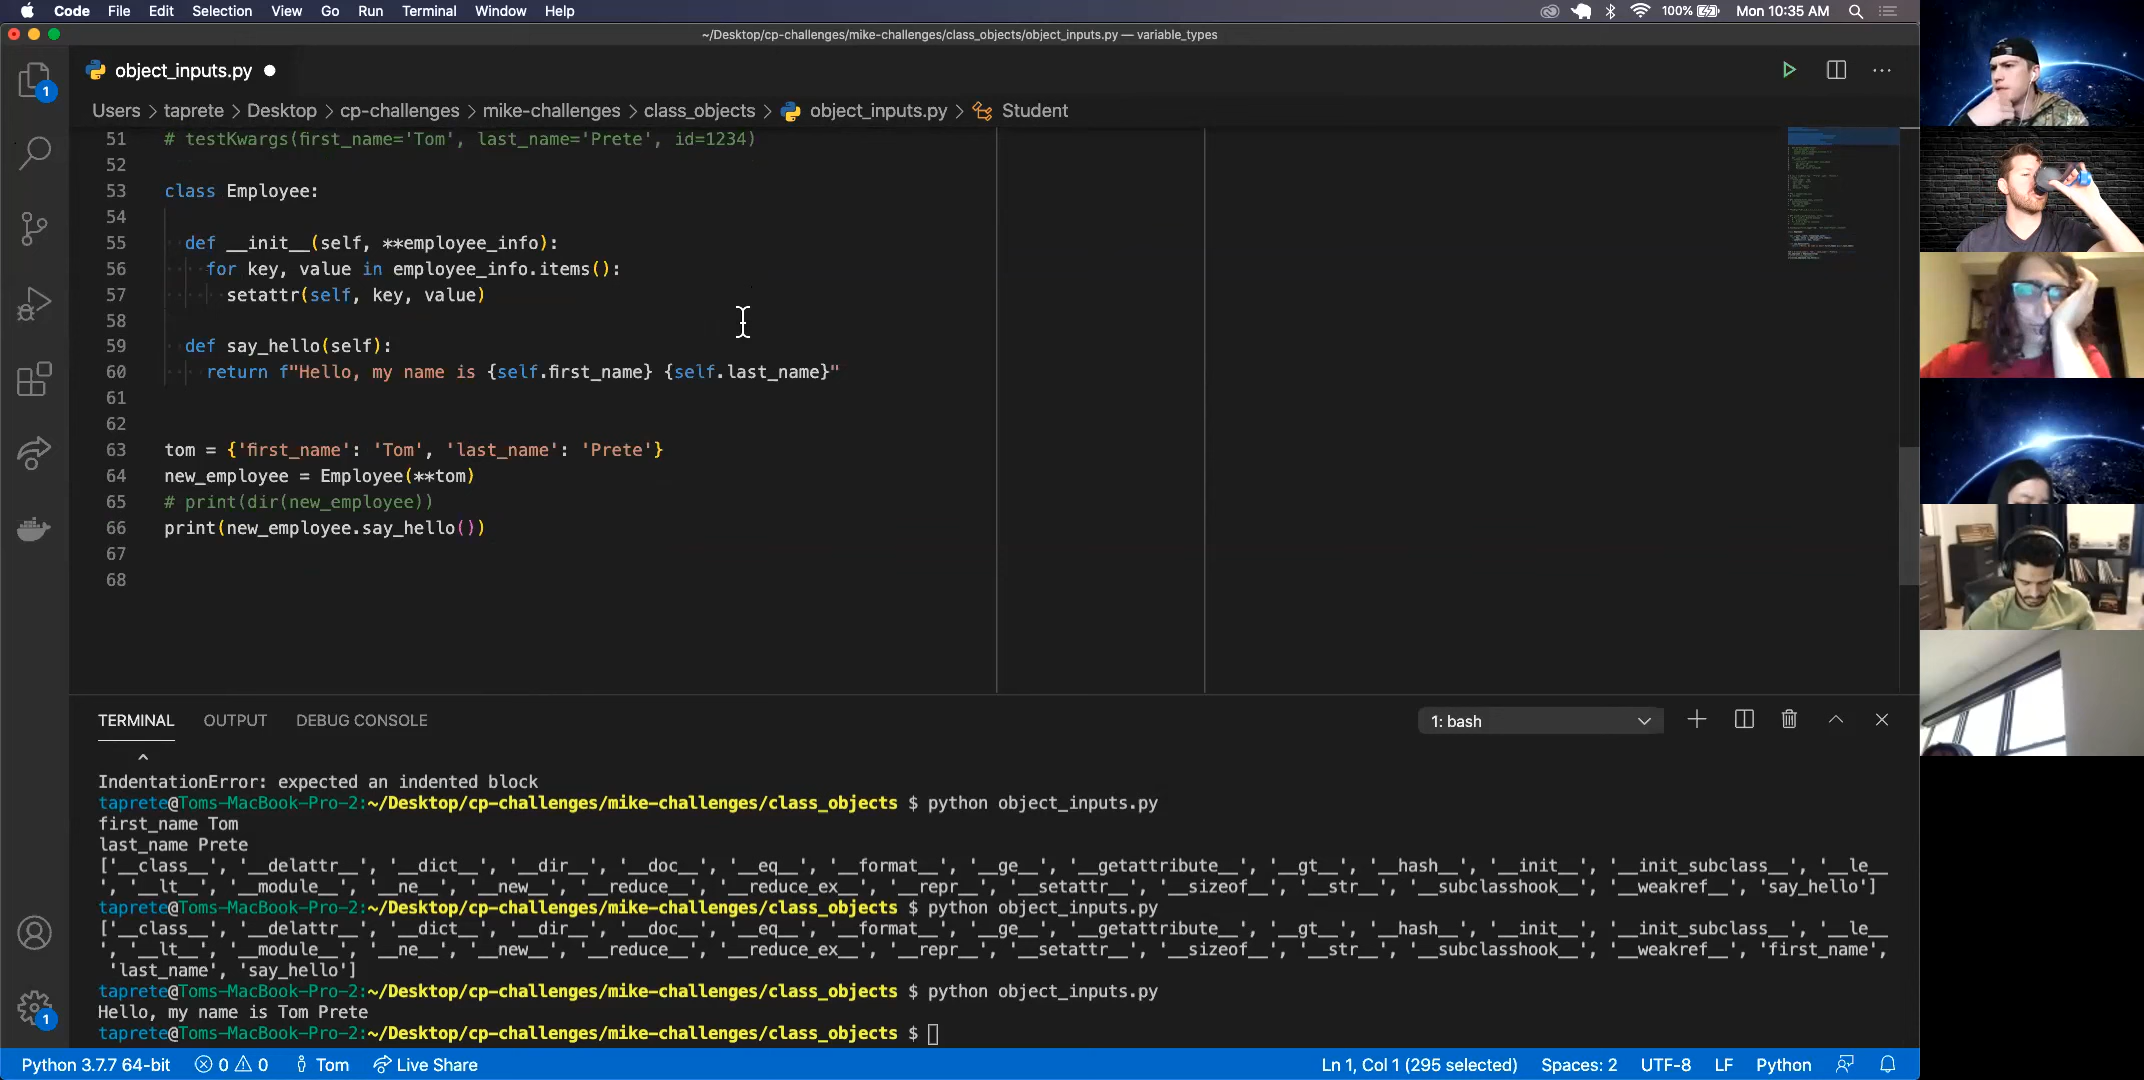 Code File Edit Selection View Go Run Terminal Window Help 100% Mon 10:35 AM
~/Desktop/cp-challenges/mike-challenges/class_objects/object_inputs.py — variable_types
object_inputs.py
1
Users > taprete > Desktop > cp-challenges > mike-challenges > class_objects > object_inputs.py > Student
51 # testKwargs(first_name='Tom', last_name='Prete', id=1234)
52
53 class Employee:
54
55 def __init__(self, **employee_info):
56 for key, value in employee_info.items():
57 setattr(self, key, value)
58
59 def say_hello(self):
60 return f"Hello, my name is {self.first_name} {self.last_name}"
61
62
63 tom = {'first_name': 'Tom', 'last_name': 'Prete'}
64 new_employee = Employee(**tom)
65 # print(dir(new_employee))
66 print(new_employee.say_hello())
67
68
TERMINAL OUTPUT DEBUG CONSOLE 1: bash
^
IndentationError: expected an indented block
taprete@Toms-MacBook-Pro-2:~/Desktop/cp-challenges/mike-challenges/class_objects $ python object_inputs.py
first_name Tom
last_name Prete
['__class__', '__delattr__', '__dict__', '__dir__', '__doc__', '__eq__', '__format__', '__ge__', '__getattribute__', '__gt__', '__hash__', '__init__', '__init_subclass__', '__le__
', '__lt__', '__module__', '__ne__', '__new__', '__reduce__', '__reduce_ex__', '__repr__', '__setattr__', '__sizeof__', '__str__', '__subclasshook__', '__weakref__', 'say_hello']
taprete@Toms-MacBook-Pro-2:~/Desktop/cp-challenges/mike-challenges/class_objects $ python object_inputs.py
['__class__', '__delattr__', '__dict__', '__dir__', '__doc__', '__eq__', '__format__', '__ge__', '__getattribute__', '__gt__', '__hash__', '__init__', '__init_subclass__', '__le__
', '__lt__', '__module__', '__ne__', '__new__', '__reduce__', '__reduce_ex__', '__repr__', '__setattr__', '__sizeof__', '__str__', '__subclasshook__', '__weakref__', 'first_name',
'last_name', 'say_hello']
taprete@Toms-MacBook-Pro-2:~/Desktop/cp-challenges/mike-challenges/class_objects $ python object_inputs.py
Hello, my name is Tom Prete
taprete@Toms-MacBook-Pro-2:~/Desktop/cp-challenges/mike-challenges/class_objects $
1
Python 3.7.7 64-bit 0 0 Tom Live Share Ln 1, Col 1 (295 selected) Spaces: 2 UTF-8 LF Python